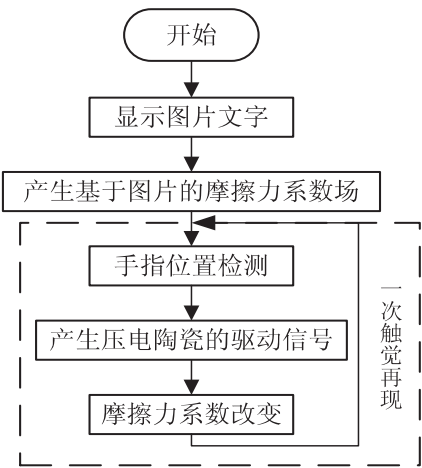 开始
显示图片文字
产生基于图片的摩擦力系数场
手指位置检测
产生压电陶瓷的驱动信号
摩擦力系数改变
一次触觉再现